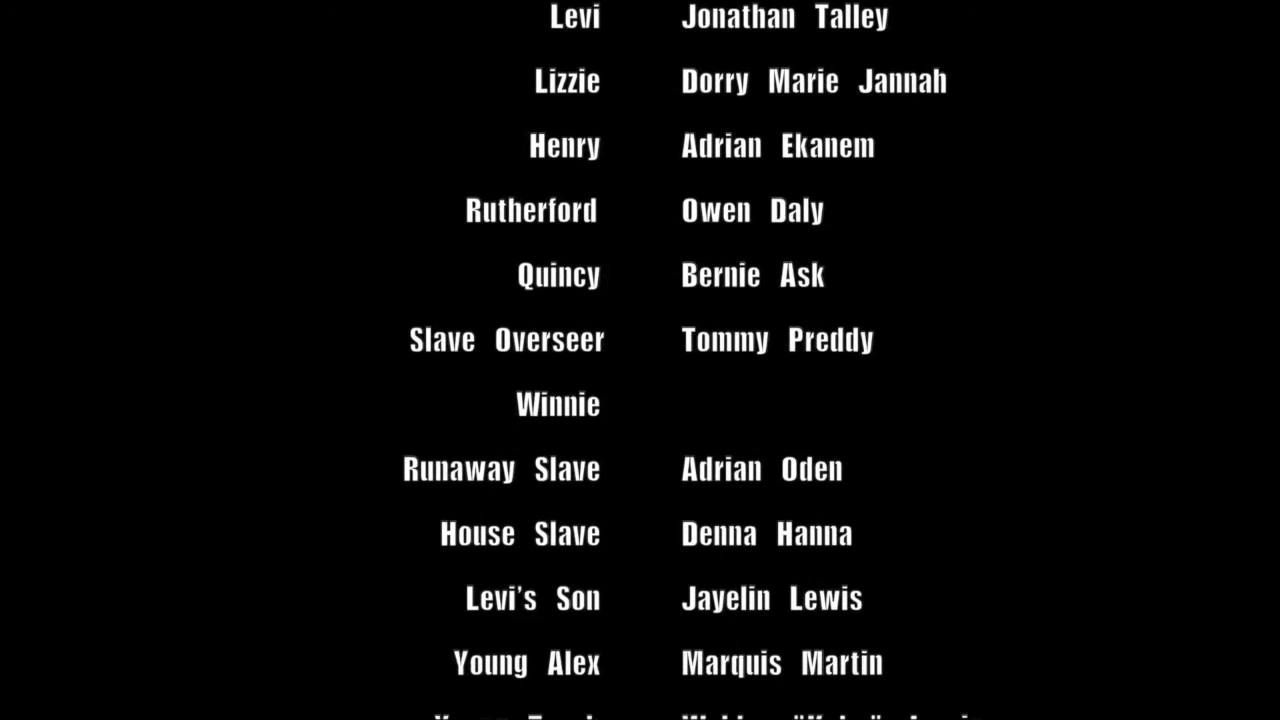 Levi Jonathan Talley
Lizzie Dorry Marie Jannah
Henry Adrian Ekanem
Rutherford Owen Daly
Quincy Bernie Ask
Slave Overseer Tommy Preddy
Winnie
Runaway Slave Adrian Oden
House Slave Denna Hanna
Levi's Son Jayelin Lewis
Young Alex Marquis Martin